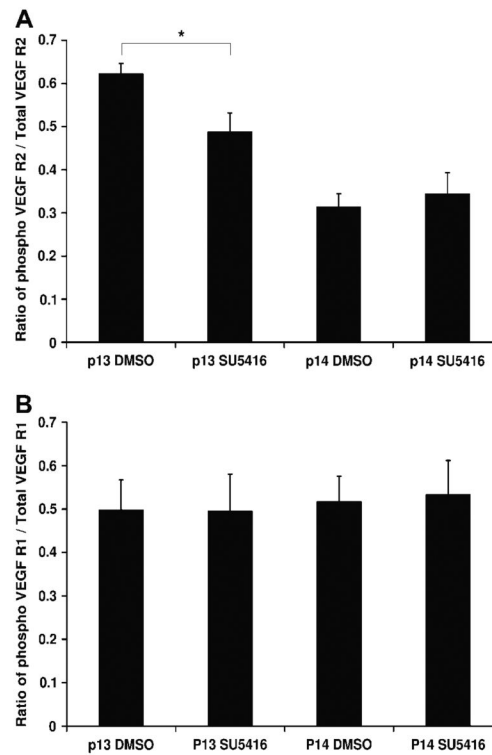 A
Ratio of phospho VEGF R2 / Total VEGF R2
0.7
0.6
0.5
0.4
0.3
0.2
0.1
0
*
p13 DMSO p13 SU5416 p14 DMSO p14 SU5416
B
Ratio of phospho VEGF R1 / Total VEGF R1
0.7
0.6
0.5
0.4
0.3
0.2
0.1
0
p13 DMSO P13 SU5416 P14 DMSO P14 SU5416